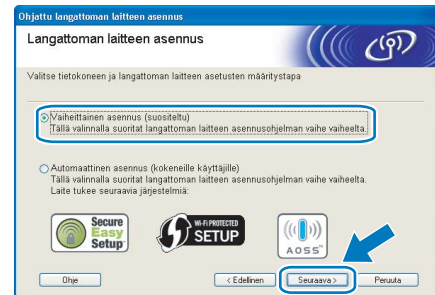 Ohjattu langattoman laitteen asennus
Langattoman laitteen asennus
Valitse tietokoneen ja langattoman laitteen asetusten määritystapa
Vaiheittainen asennus (suositeltu)
Tällä valinnalla suoritat langattoman laitteen asennusohjelman vaihe vaiheelta.
Automaattinen asennus (kokeneille käyttäjille)
Tällä valinnalla suoritat langattoman laitteen asennusohjelman vaihe vaiheelta.
Laite tukee seuraavia järjestelmiä:
Secure
Easy
Setup
WI-FI PROTECTED
SETUP
AOSS
Ohje
< Edellinen
Seuraava >
Peruuta